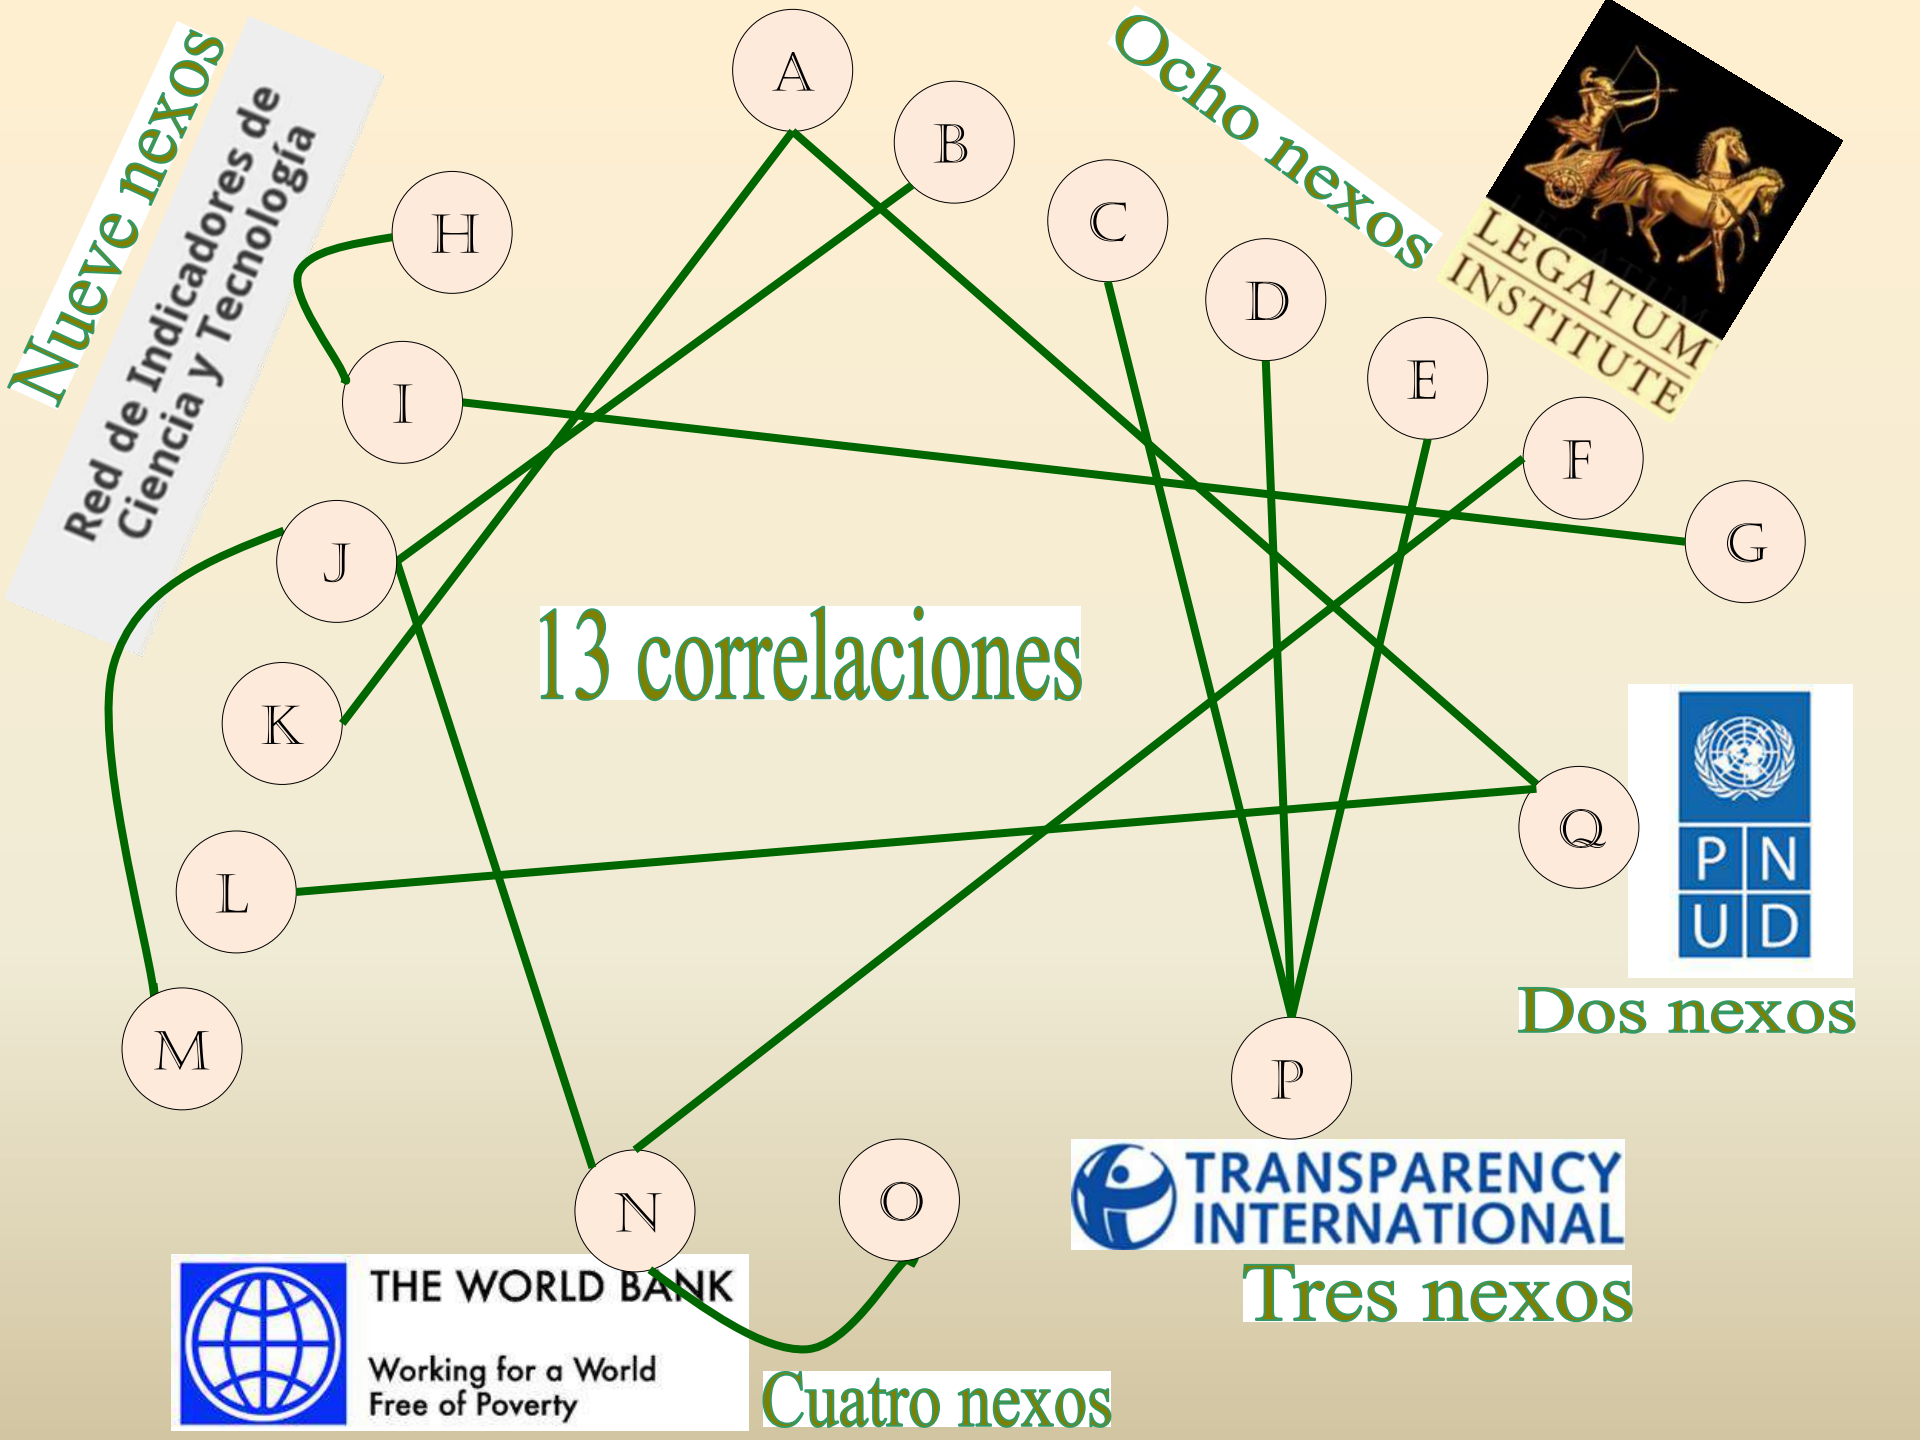 Nueve nexos
Red de Indicadores de
Ciencia y Tecnología
A
B
C
D
E
F
G
H
I
J
K
L
M
N
O
P
Q
Ocho nexos
LEGATUM
INSTITUTE
13 correlaciones
P N
U D
Dos nexos
TRANSPARENCY
INTERNATIONAL
Tres nexos
THE WORLD BANK
Working for a World
Free of Poverty
Cuatro nexos